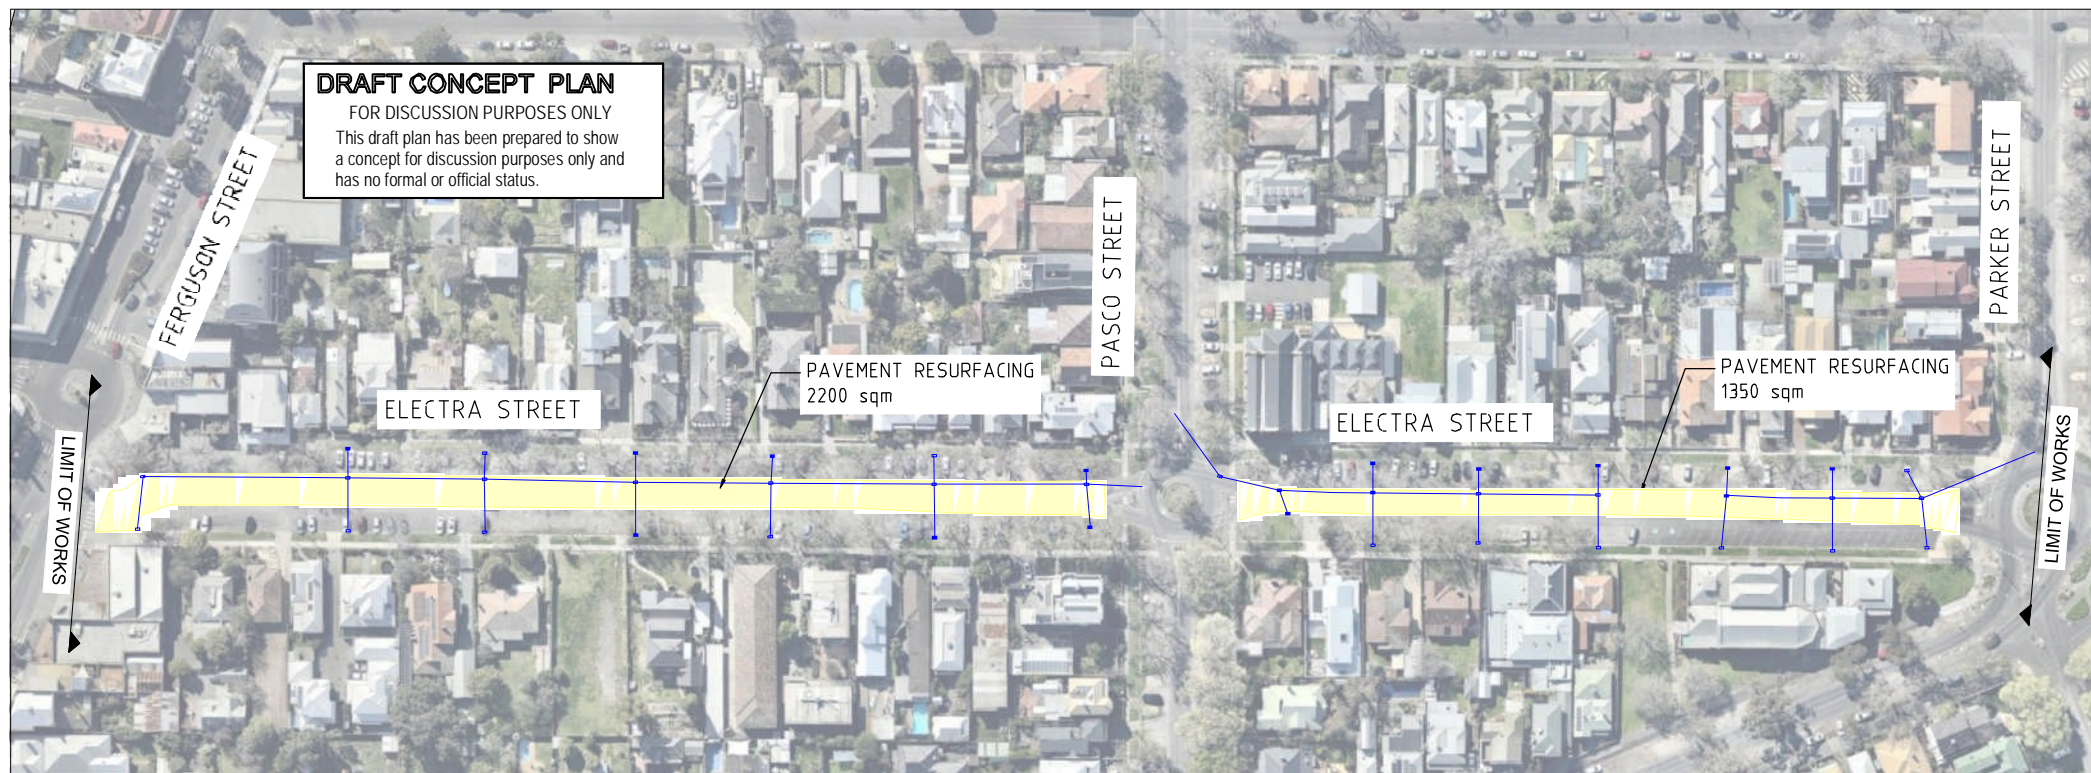 DRAFT CONCEPT PLAN
FOR DISCUSSION PURPOSES ONLY
This draft plan has been prepared to show
a concept for discussion purposes only and
has no formal or official status.
FERGUSON STREET
PASCO STREET
PARKER STREET
PAVEMENT RESURFACING
2200 sqm
PAVEMENT RESURFACING
1350 sqm
ELECTRA STREET
ELECTRA STREET
LIMIT OF WORKS
LIMIT OF WORKS